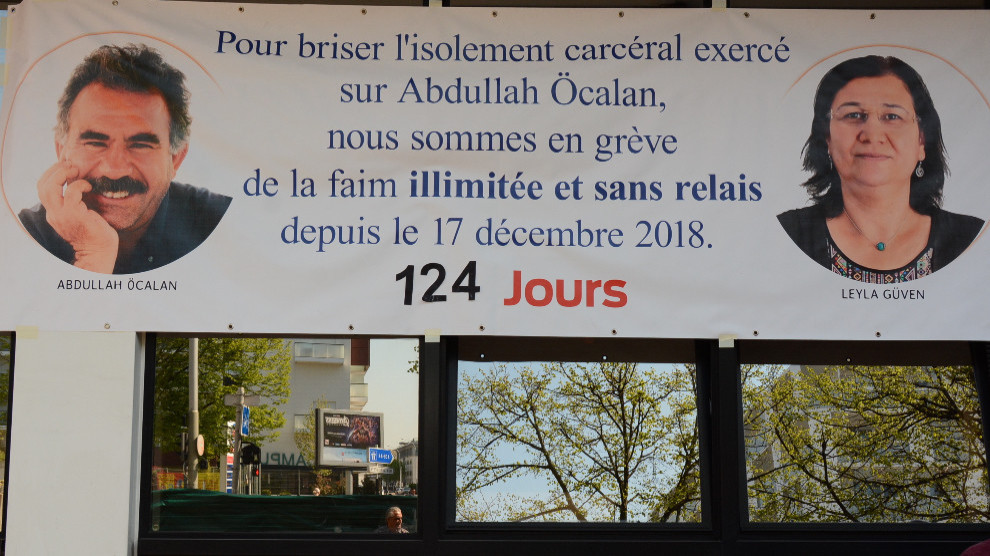 Pour briser l'isolement carcéral exercé
sur Abdullah Öcalan,
nous sommes en grève
de la faim illimitée et sans relais
depuis le 17 décembre 2018.
124 Jours
ABDULLAH ÖCALAN
LEYLA GÜVEN